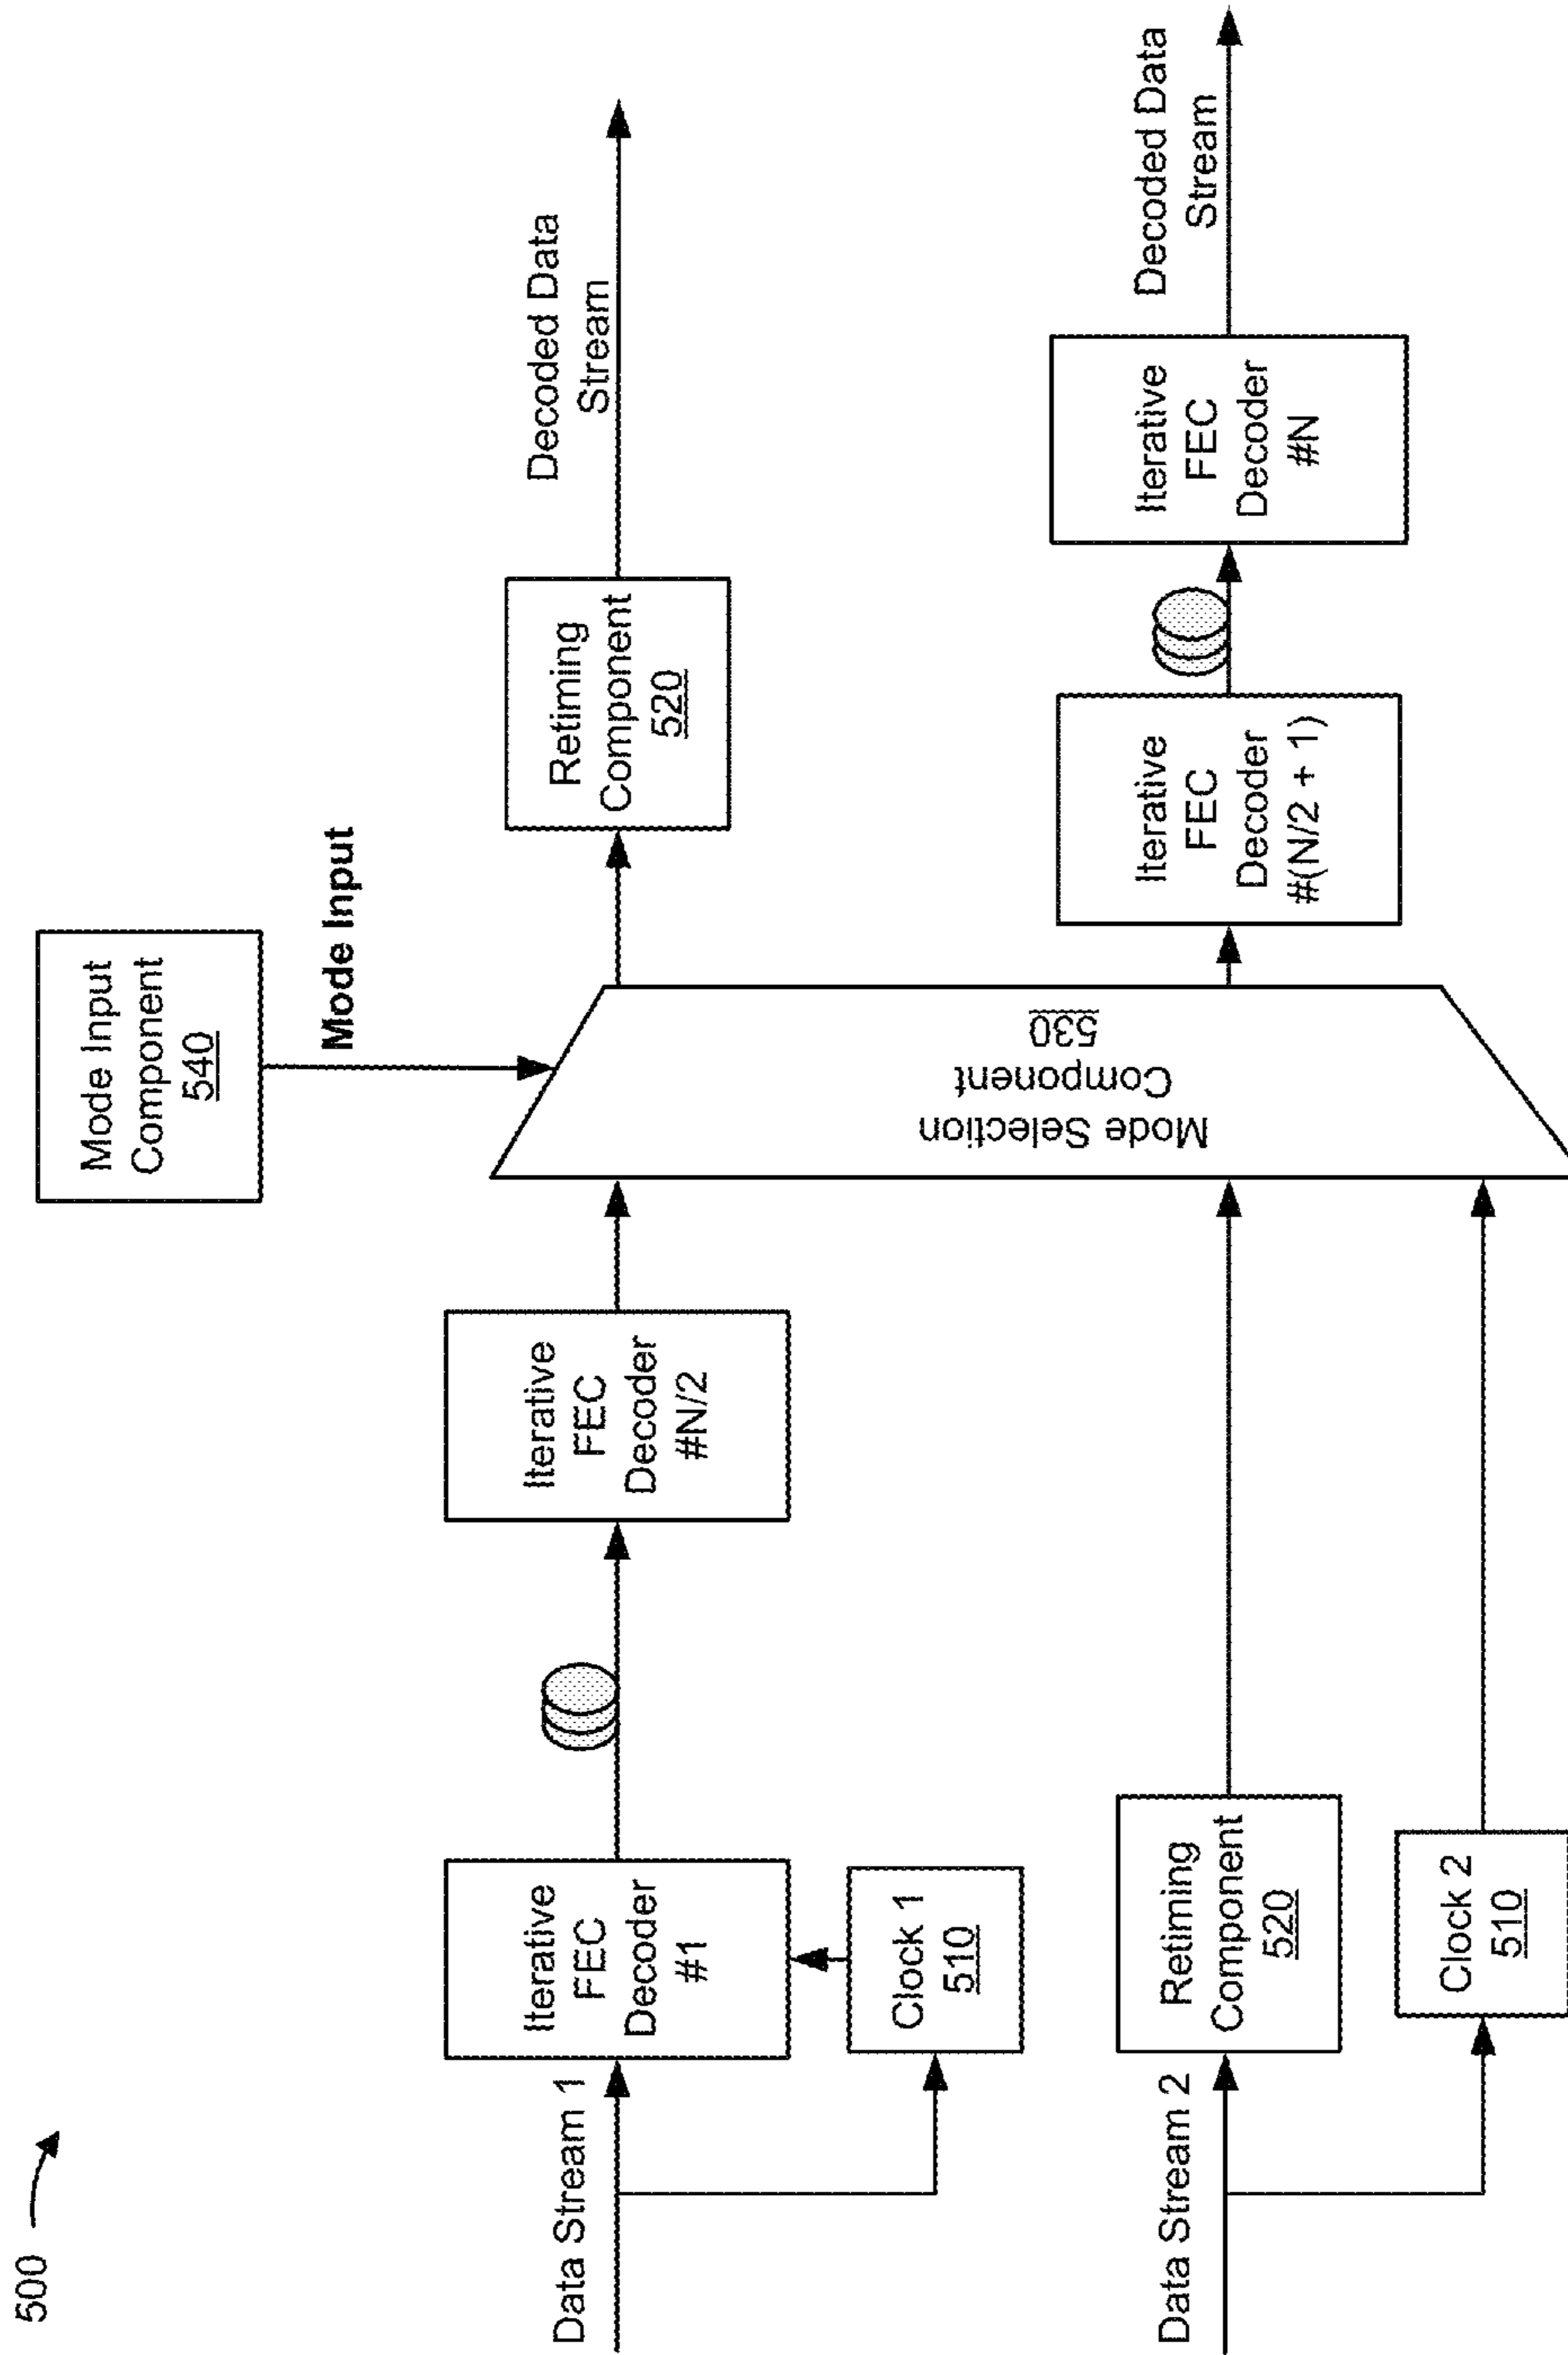 500
Mode Input
Component
540
Mode Input
Data Stream 1
Iterative
FEC
Decoder
#1
Clock 1
510
Iterative
FEC
Decoder
#N/2
Mode Selection
Component
530
Retiming
Component
520
Decoded Data
Stream
Data Stream 2
Retiming
Component
520
Clock 2
510
Iterative
FEC
Decoder
#(N/2 + 1)
Iterative
FEC
Decoder
#N
Decoded Data
Stream